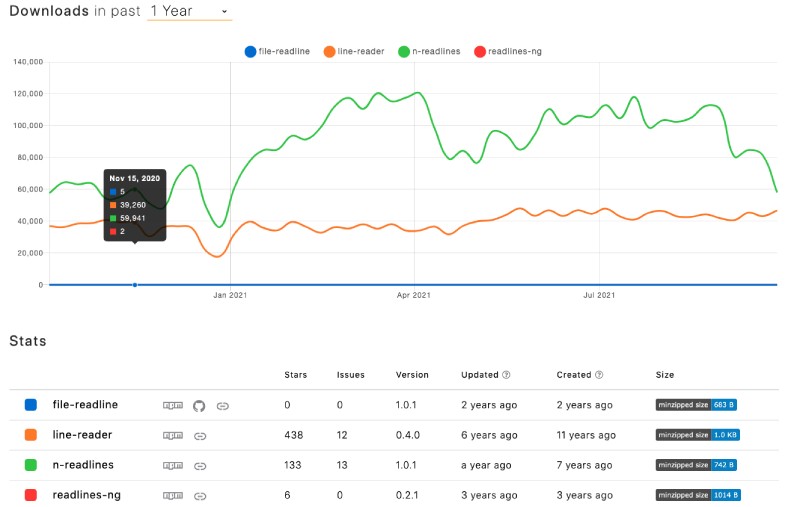 Downloads in past 1 Year
file-readline line-reader n-readlines readlines-ng
140,000
120,000
100,000
80,000
60,000
40,000
20,000
0
Nov 15, 2020
5
39,260
59,941
2
Jan 2021 Apr 2021 Jul 2021
Stats
Stars Issues Version Updated ? Created ? Size
file-readline npm 0 0 1.0.1 2 years ago 2 years ago minzipped size 683 B
line-reader npm 438 12 0.4.0 6 years ago 11 years ago minzipped size 1.0 KB
n-readlines npm 133 13 1.0.1 a year ago 7 years ago minzipped size 742 B
readlines-ng npm 6 0 0.2.1 3 years ago 3 years ago minzipped size 1014 B